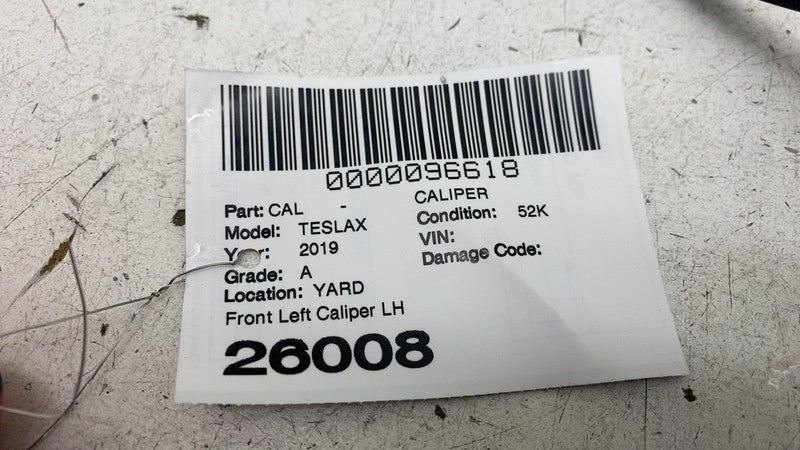 0000096618
Part: CAL - CALIPER
Model: TESLAX Condition: 52K
Year: 2019 VIN:
Grade: A Damage Code:
Location: YARD
Front Left Caliper LH
26008